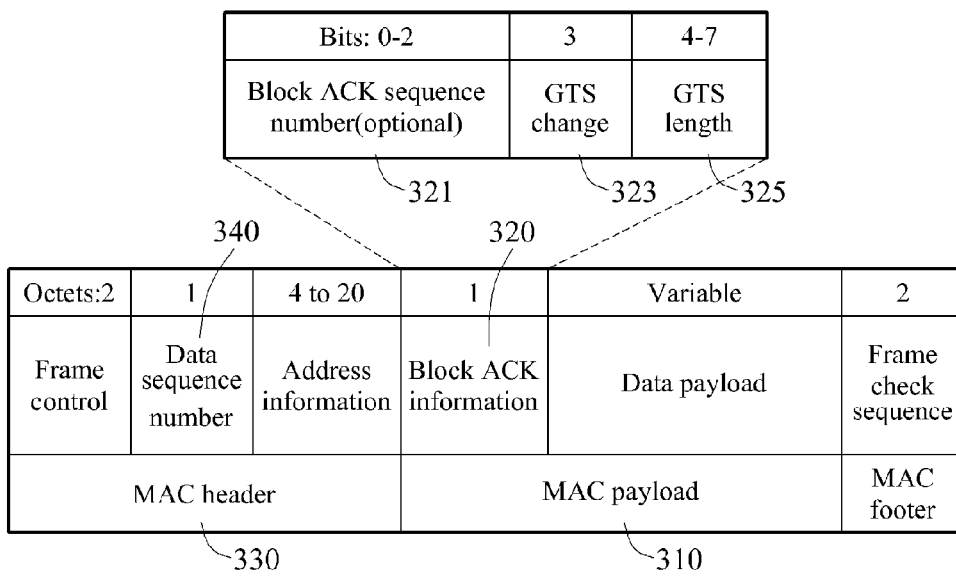 Bits: 0-2 3 4-7
Block ACK sequence number(optional)
GTS change
GTS length
321 323 325
340 320
Octets:2 1 4 to 20 1 Variable 2
Frame control
Data sequence number
Address information
Block ACK information
Data payload
Frame check sequence
MAC header
MAC payload
MAC footer
330 310